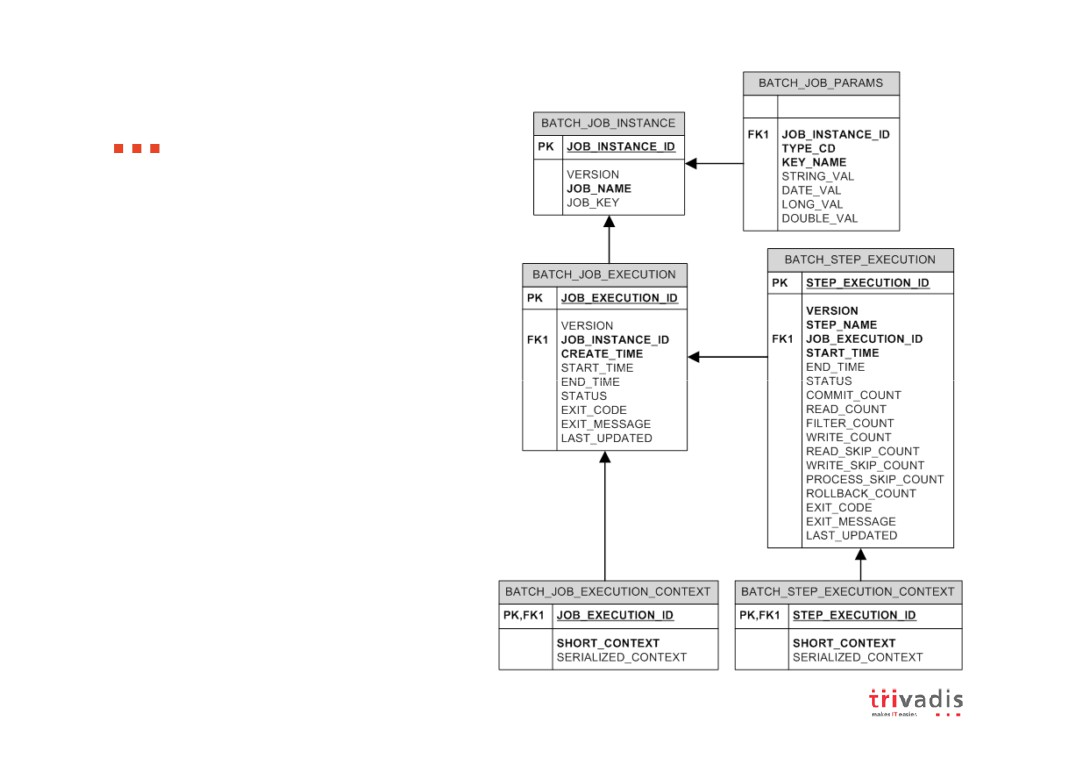 BATCH_JOB_PARAMS
FK1 JOB_INSTANCE_ID
TYPE_CD
KEY_NAME
STRING_VAL
DATE_VAL
LONG_VAL
DOUBLE_VAL
BATCH_JOB_INSTANCE
PK JOB_INSTANCE_ID
VERSION
JOB_NAME
JOB_KEY
BATCH_JOB_EXECUTION
PK JOB_EXECUTION_ID
VERSION
FK1 JOB_INSTANCE_ID
CREATE_TIME
START_TIME
END_TIME
STATUS
EXIT_CODE
EXIT_MESSAGE
LAST_UPDATED
BATCH_STEP_EXECUTION
PK STEP_EXECUTION_ID
VERSION
STEP_NAME
FK1 JOB_EXECUTION_ID
START_TIME
END_TIME
STATUS
COMMIT_COUNT
READ_COUNT
FILTER_COUNT
WRITE_COUNT
READ_SKIP_COUNT
WRITE_SKIP_COUNT
PROCESS_SKIP_COUNT
ROLLBACK_COUNT
EXIT_CODE
EXIT_MESSAGE
LAST_UPDATED
BATCH_JOB_EXECUTION_CONTEXT
PK,FK1 JOB_EXECUTION_ID
SHORT_CONTEXT
SERIALIZED_CONTEXT
BATCH_STEP_EXECUTION_CONTEXT
PK,FK1 STEP_EXECUTION_ID
SHORT_CONTEXT
SERIALIZED_CONTEXT
trivadis
makes IT easier.